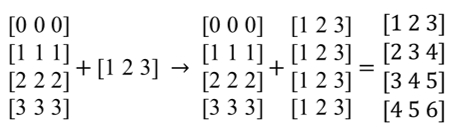 [0 0 0] [0 0 0] [1 2 3] [1 2 3]
[1 1 1] [1 1 1] [1 2 3] [2 3 4]
+ [1 2 3] → + =
[2 2 2] [2 2 2] [1 2 3] [3 4 5]
[3 3 3] [3 3 3] [1 2 3] [4 5 6]